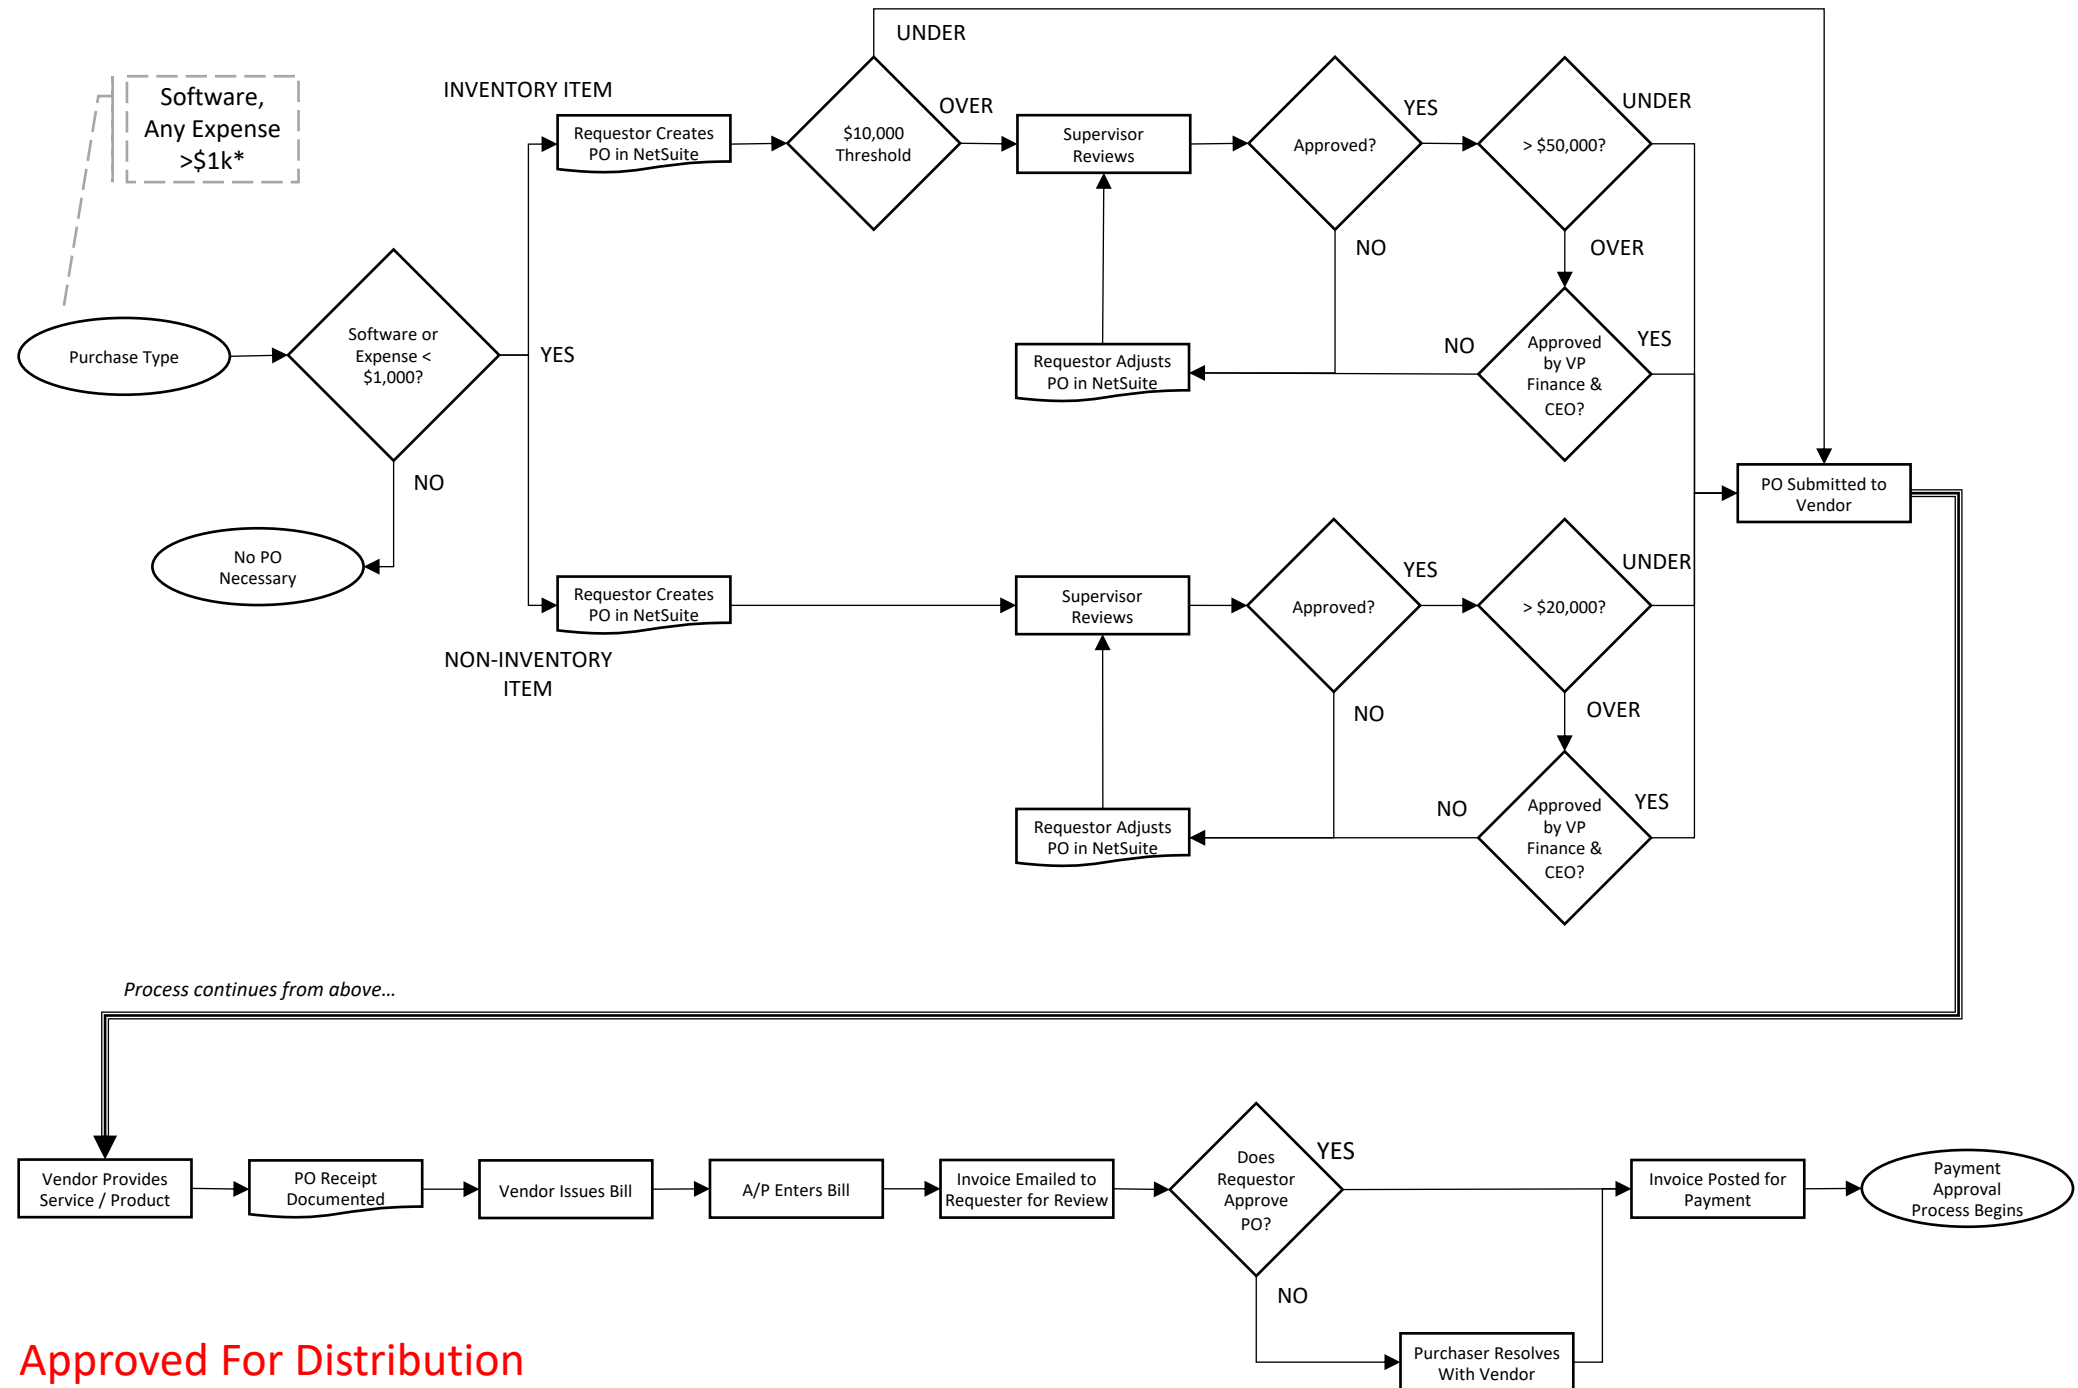 UNDER
Software,
Any Expense
>$1k*
INVENTORY ITEM
Requestor Creates
PO in NetSuite
$10,000
Threshold
OVER
Supervisor
Reviews
Approved?
YES
> $50,000?
UNDER
NO
OVER
Purchase Type
Software or
Expense <
$1,000?
YES
Requestor Adjusts
PO in NetSuite
NO
Approved
by VP
Finance &
CEO?
YES
NO
PO Submitted to
Vendor
No PO
Necessary
Requestor Creates
PO in NetSuite
NON-INVENTORY
ITEM
Supervisor
Reviews
Approved?
YES
> $20,000?
UNDER
NO
OVER
Requestor Adjusts
PO in NetSuite
NO
Approved
by VP
Finance &
CEO?
YES
Process continues from above…
Vendor Provides
Service / Product
PO Receipt
Documented
Vendor Issues Bill
A/P Enters Bill
Invoice Emailed to
Requester for Review
Does
Requestor
Approve
PO?
YES
Invoice Posted for
Payment
Payment
Approval
Process Begins
NO
Purchaser Resolves
With Vendor
Approved For Distribution